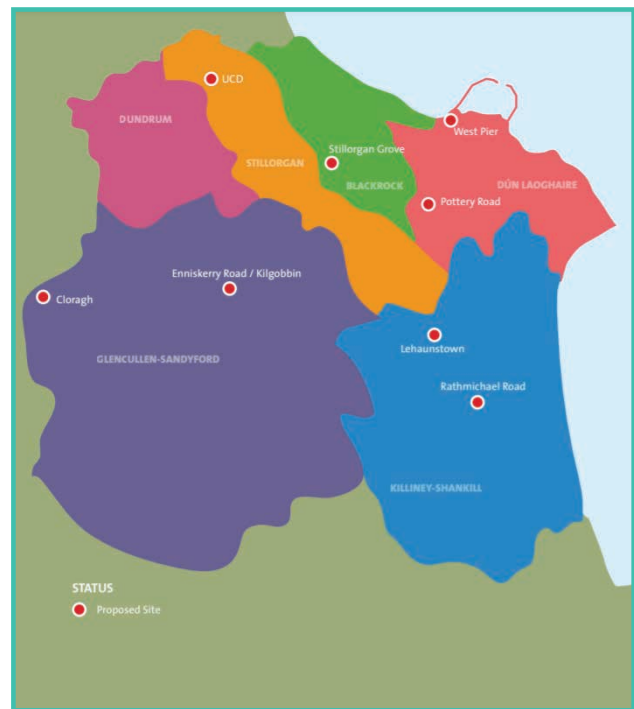 UCD
DUNDRUM
West Pier
Stillorgan Grove
STILLORGAN
BLACKROCK
DÚN LAOGHAIRE
Pottery Road
Enniskerry Road / Kilgobbin
Cloragh
Lehaunstown
GLENCULLEN-SANDYFORD
Rathmichael Road
KILLINEY-SHANKILL
STATUS
Proposed Site